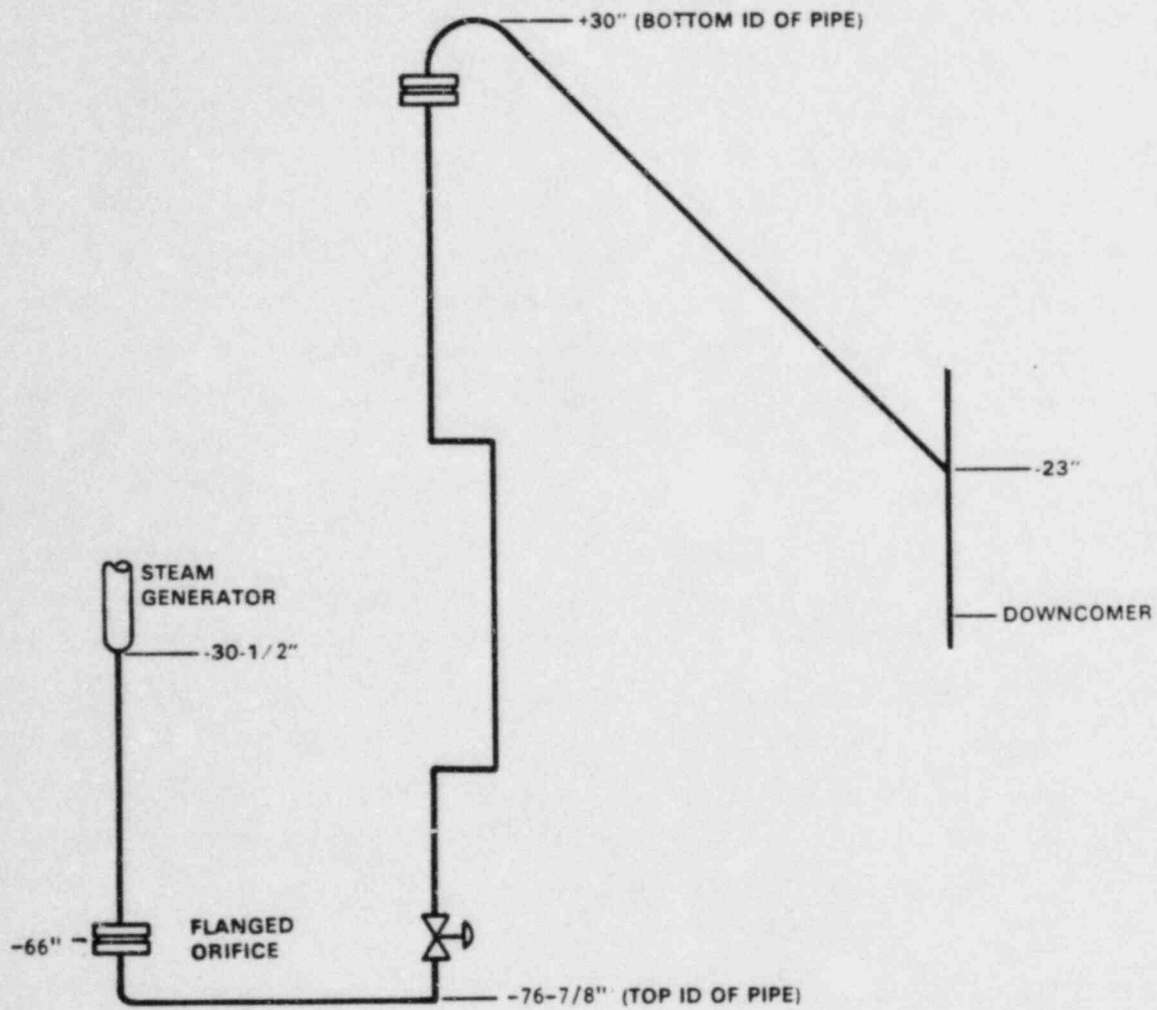 +30" (BOTTOM ID OF PIPE)
-23"
STEAM
GENERATOR
-30-1/2"
DOWNCOMER
-66"
FLANGED
ORIFICE
-76-7/8" (TOP ID OF PIPE)